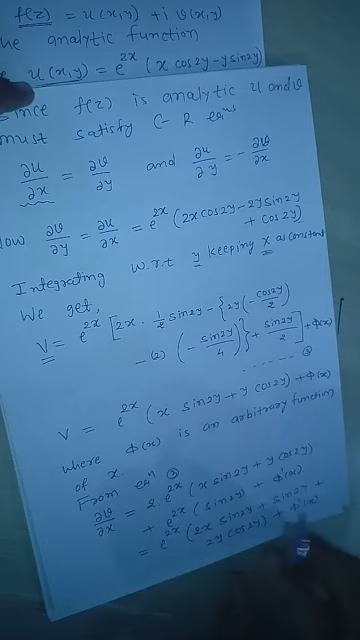 f(z) = u(x,y) + i ϑ(x,y)
the analytic function
u(x,y) = e^{2x} (x cos2y - y sin2y)
since f(z) is analytic u and ϑ
must satisfy C-R eqns
∂u/∂x = ∂ϑ/∂y and ∂u/∂y = - ∂ϑ/∂x
Now ∂ϑ/∂y = ∂u/∂x = e^{2x} (2x cos2y - 2y sin2y
+ cos2y)
Integrating w.r.t y keeping x as constant
We get,
V = e^{2x} [2x · 1/2 sin2y - {2y (- cos2y/2)
-(2) (- sin2y/4)} + sin2y/2] + Φ(x)
...... ③
V = e^{2x} (x sin2y + y cos2y) + Φ(x)
where Φ(x) is an arbitrary function
of x.
From eqn ③
∂ϑ/∂x = 2.e^{2x} (x sin2y + y cos2y)
+ e^{2x} (sin2y) + Φ'(x)
= e^{2x} (2x sin2y + sin2y +
2y cos2y) + Φ'(x)